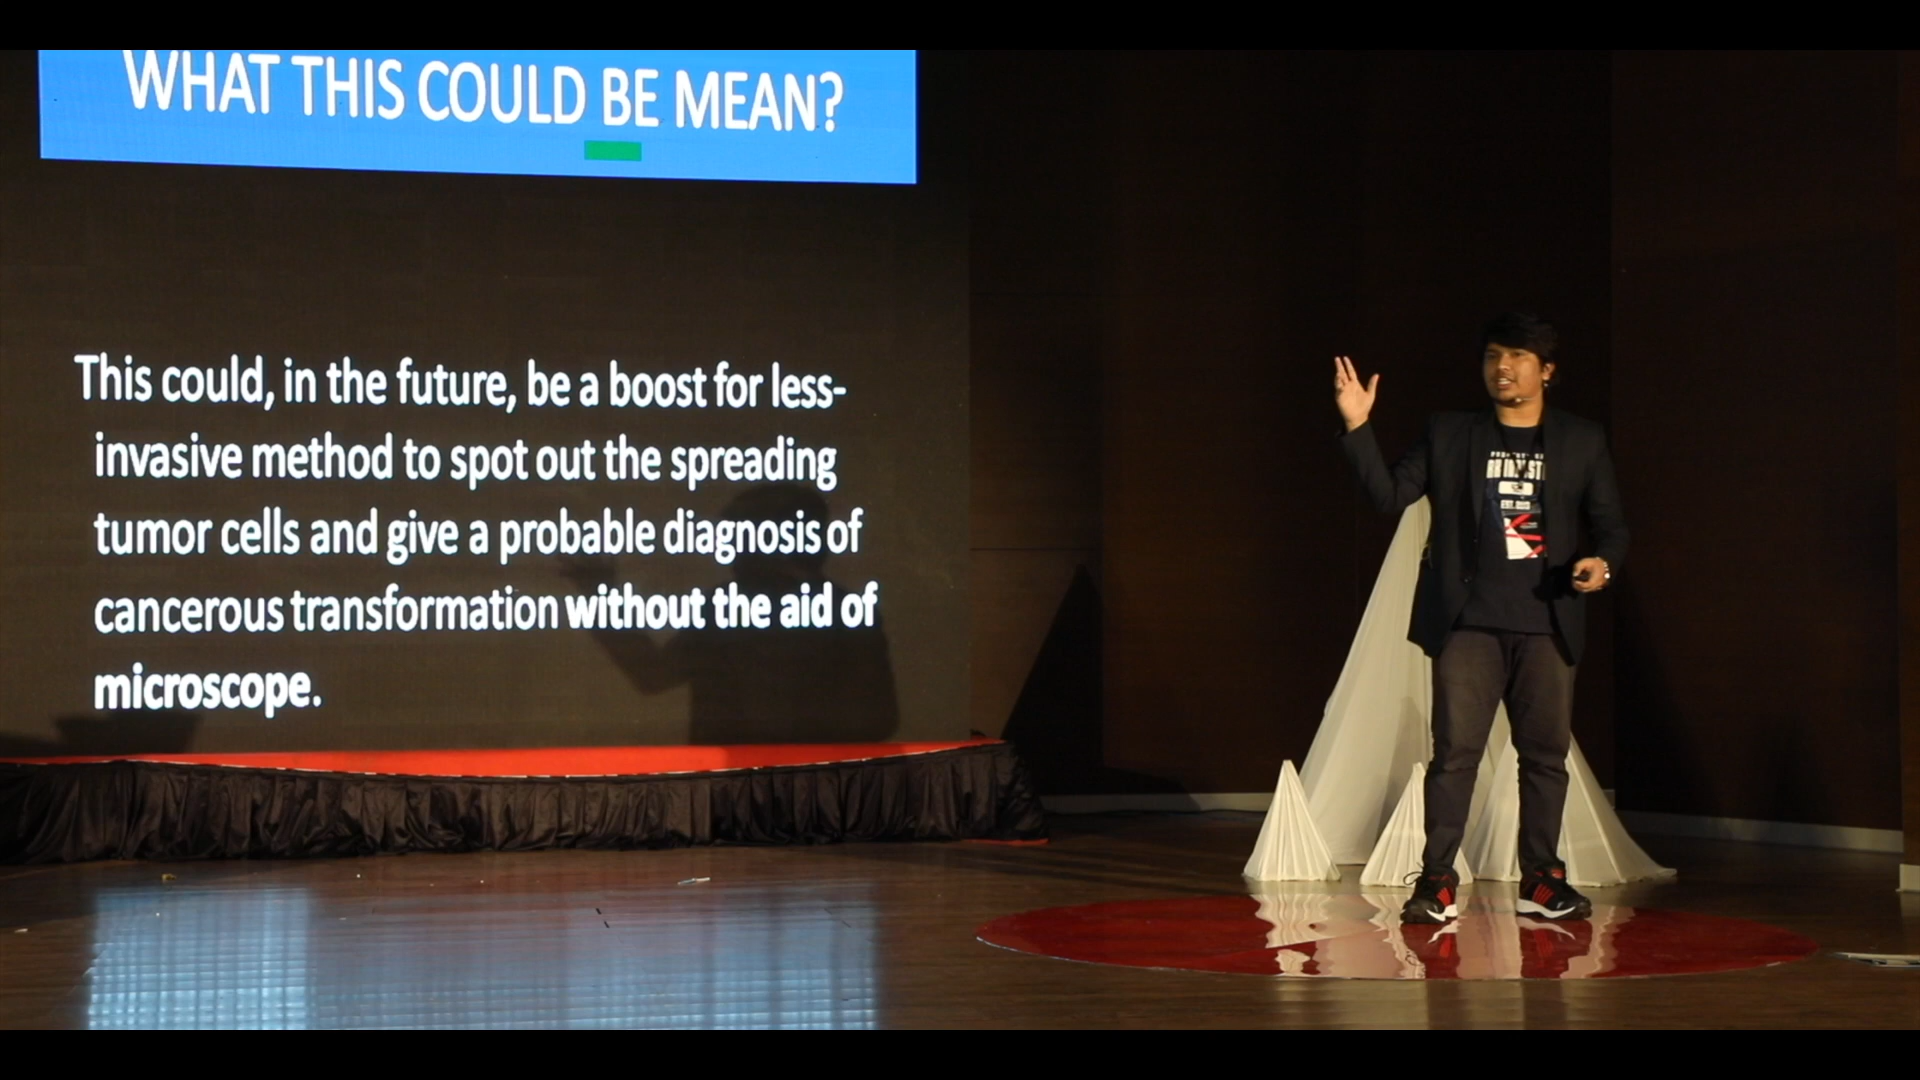 WHAT THIS COULD BE MEAN?
This could, in the future, be a boost for less-
invasive method to spot out the spreading
tumor cells and give a probable diagnosis of
cancerous transformation without the aid of
microscope.